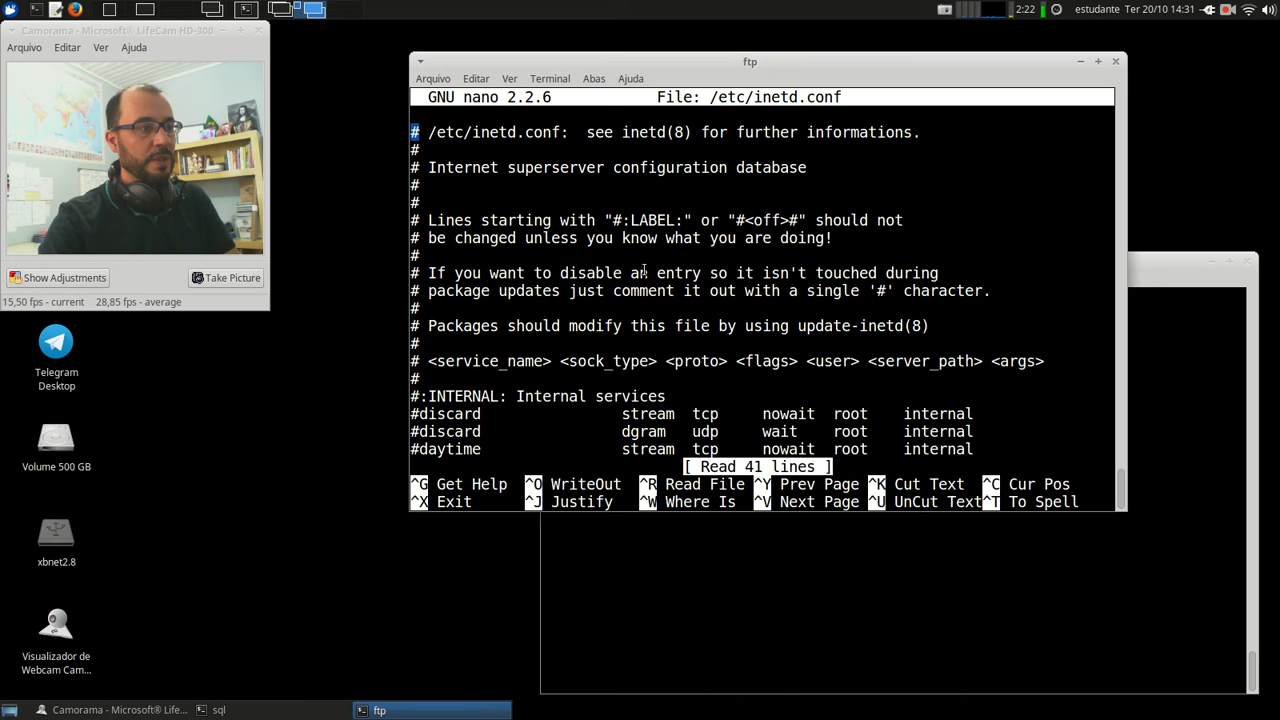 2:22 estudante Ter 20/10 14:31
Camorama - Microsoft® LifeCam HD-300
Arquivo Editar Ver Ajuda
Show Adjustments Take Picture
15,50 fps - current 28,85 fps - average
Telegram
Desktop
Volume 500 GB
xbnet2.8
Visualizador de
Webcam Cam...
ftp
Arquivo Editar Ver Terminal Abas Ajuda
GNU nano 2.2.6 File: /etc/inetd.conf
# /etc/inetd.conf: see inetd(8) for further informations.
#
# Internet superserver configuration database
#
#
# Lines starting with "#:LABEL:" or "#<off>#" should not
# be changed unless you know what you are doing!
#
# If you want to disable an entry so it isn't touched during
# package updates just comment it out with a single '#' character.
#
# Packages should modify this file by using update-inetd(8)
#
# <service_name> <sock_type> <proto> <flags> <user> <server_path> <args>
#
#:INTERNAL: Internal services
#discard stream tcp nowait root internal
#discard dgram udp wait root internal
#daytime stream tcp nowait root internal
[ Read 41 lines ]
^G Get Help ^O WriteOut ^R Read File ^Y Prev Page ^K Cut Text ^C Cur Pos
^X Exit ^J Justify ^W Where Is ^V Next Page ^U UnCut Text ^T To Spell
Camorama - Microsoft® Life... sql ftp